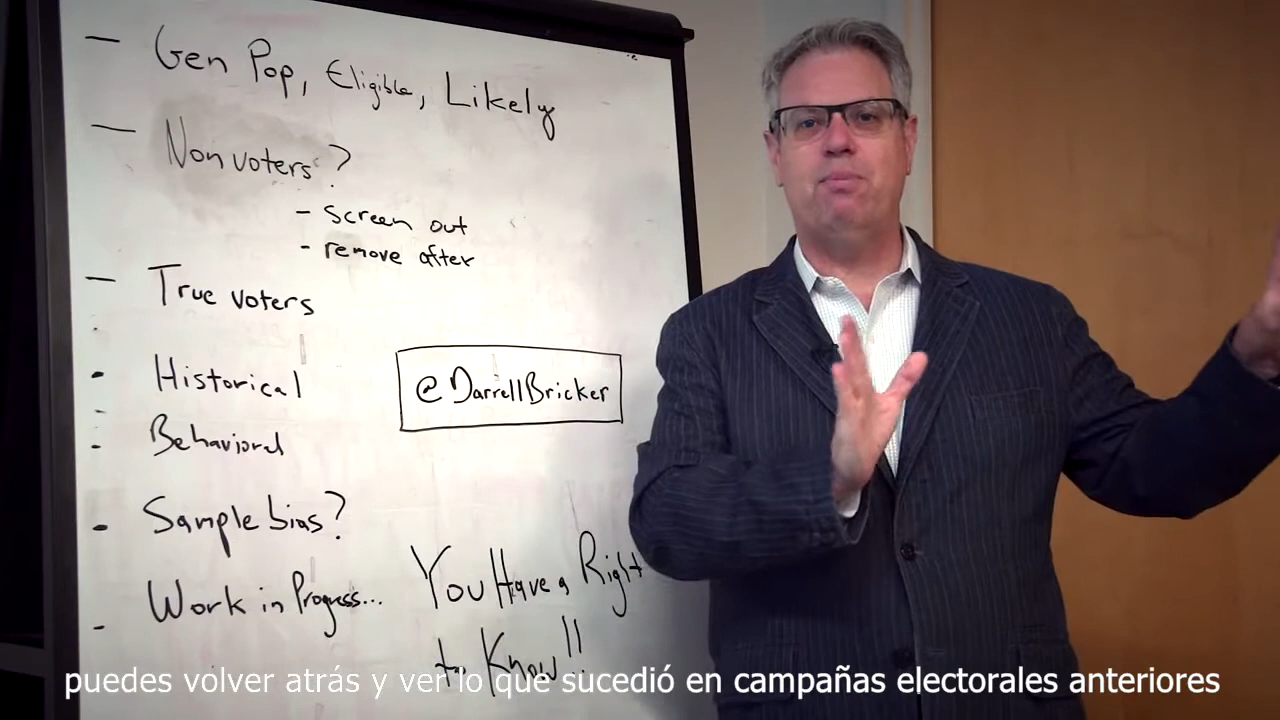 - Gen Pop, Eligible, Likely
- Non voters?
- screen out
- remove after
- True voters
• Historical
@DarrellBricker
• Behavioral
- Sample bias?
- Work in Progress...
You Have a Right
to Know!!
puedes volver atrás y ver lo que sucedió en campañas electorales anteriores